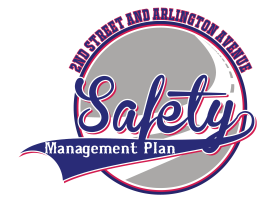 2ND STREET AND ARLINGTON AVENUE
Safety
Management Plan